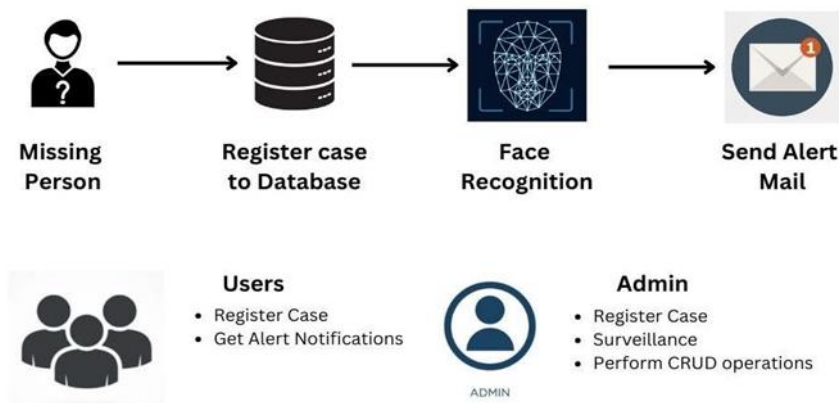 ?
1
Missing
Person
Register case
to Database
Face
Recognition
Send Alert
Mail
Users
• Register Case
• Get Alert Notifications
ADMIN
Admin
• Register Case
• Surveillance
• Perform CRUD operations